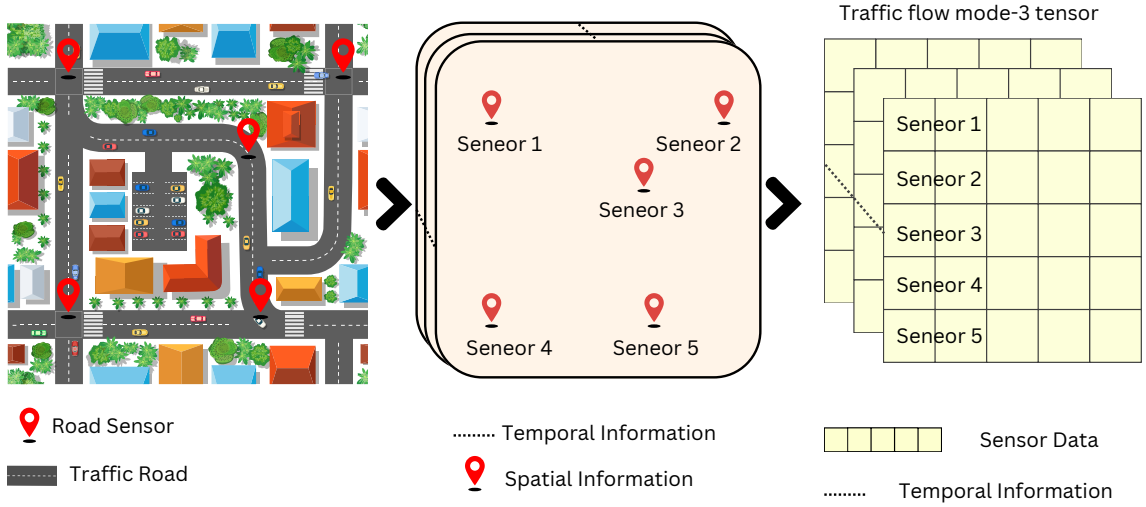 Traffic flow mode-3 tensor
Seneor 1
Seneor 2
Seneor 3
Seneor 4
Seneor 5
Seneor 1
Seneor 2
Seneor 3
Seneor 4
Seneor 5
Road Sensor
Traffic Road
Temporal Information
Spatial Information
Sensor Data
Temporal Information